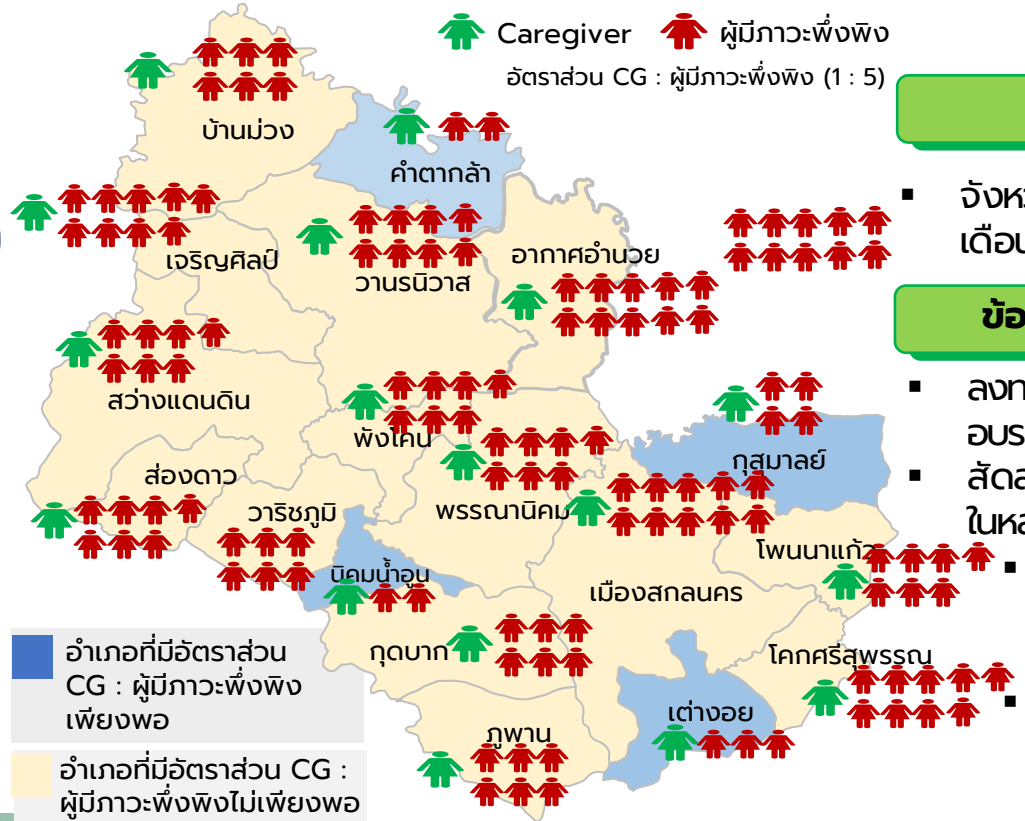 Caregiver ผู้มีภาวะพึ่งพิง
อัตราส่วน CG : ผู้มีภาวะพึ่งพิง (1 : 5)
บ้านม่วง
คำตากล้า
เจริญศิลป์
วานรนิวาส
อากาศอำนวย
สว่างแดนดิน
พังโคน
กุสุมาลย์
ส่องดาว
วาริชภูมิ
พรรณานิคม
โพนนาแก้ว
นิคมน้ำอูน
เมืองสกลนคร
กุดบาก
โคกศรีสุพรรณ
เต่างอย
ภูพาน
อำเภอที่มีอัตราส่วน
CG : ผู้มีภาวะพึ่งพิง
เพียงพอ
อำเภอที่มีอัตราส่วน CG :
ผู้มีภาวะพึ่งพิงไม่เพียงพอ
เดือน